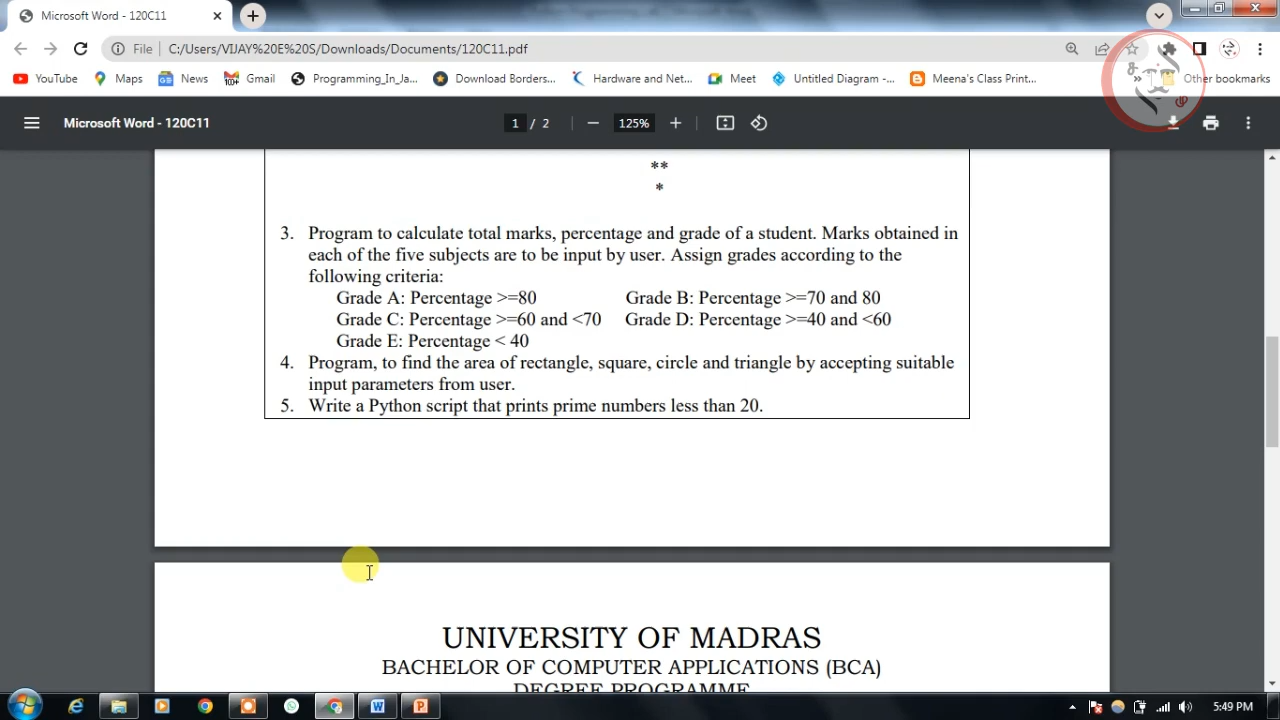 Microsoft Word - 120C11
File
C:/Users/VIJAY%20E%20S/Downloads/Documents/120C11.pdf
YouTube
Maps
News
Gmail
Programming_In_Ja...
Download Borders...
Hardware and Net...
Meet
Untitled Diagram -...
Meena's Class Print...
»
Other bookmarks
Microsoft Word - 120C11
1 / 2
125%
**
*
3. Program to calculate total marks, percentage and grade of a student. Marks obtained in
each of the five subjects are to be input by user. Assign grades according to the
following criteria:
Grade A: Percentage >=80 Grade B: Percentage >=70 and 80
Grade C: Percentage >=60 and <70 Grade D: Percentage >=40 and <60
Grade E: Percentage < 40
4. Program, to find the area of rectangle, square, circle and triangle by accepting suitable
input parameters from user.
5. Write a Python script that prints prime numbers less than 20.
UNIVERSITY OF MADRAS
BACHELOR OF COMPUTER APPLICATIONS (BCA)
DEGREE PROGRAMME
5:49 PM